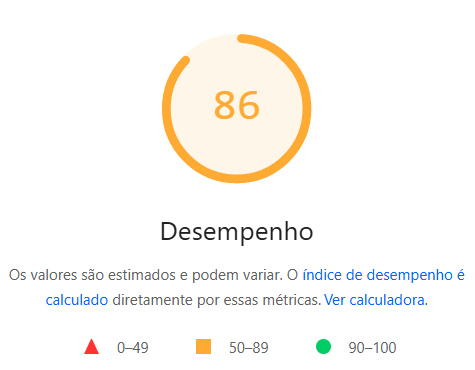 86
Desempenho
Os valores são estimados e podem variar. O índice de desempenho é
calculado diretamente por essas métricas. Ver calculadora.
0–49 50–89 90–100